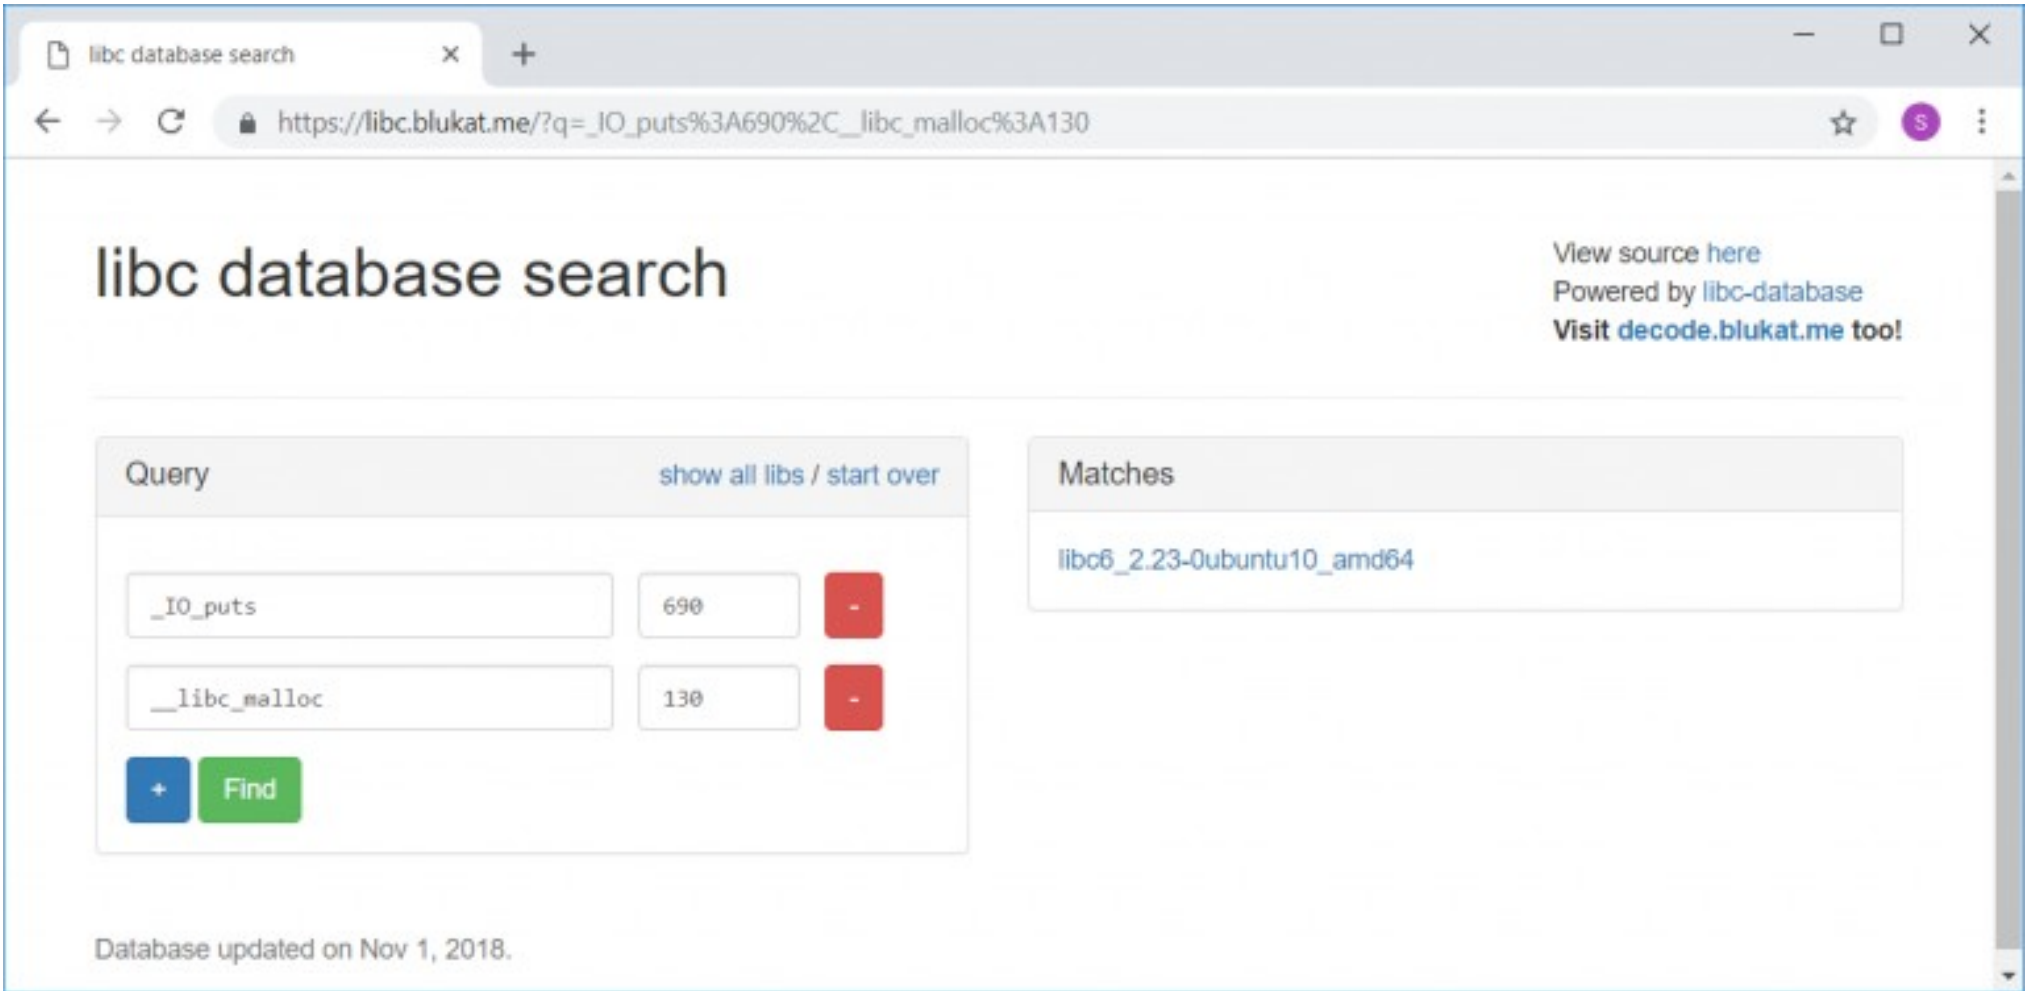 libc database search
https://libc.blukat.me/?q=_IO_puts%3A690%2C__libc_malloc%3A130
S
libc database search
View source here
Powered by libc-database
Visit decode.blukat.me too!
Query show all libs / start over
_IO_puts 690 -
__libc_malloc 130 -
+ Find
Matches
libc6_2.23-0ubuntu10_amd64
Database updated on Nov 1, 2018.